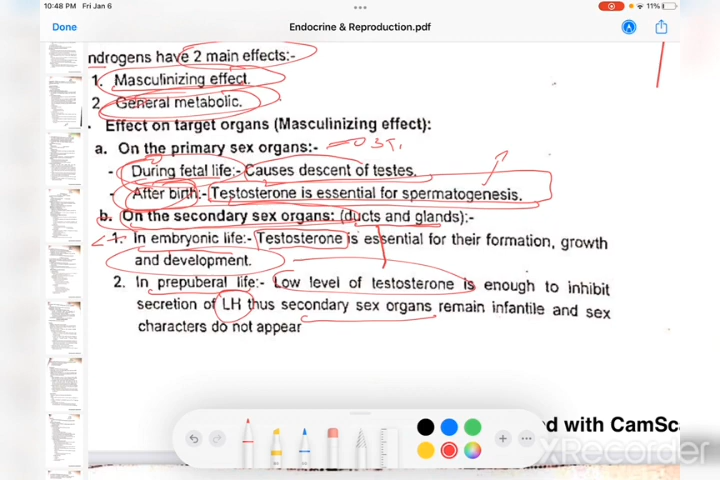 10:48 PM Fri Jan 6
11%
Done
Endocrine & Reproduction.pdf
ndrogens have 2 main effects:-
1. Masculinizing effect.
2. General metabolic.
Effect on target organs (Masculinizing effect):
a. On the primary sex organs:-
- During fetal life:- Causes descent of testes.
- After birth:- Testosterone is essential for spermatogenesis.
b. On the secondary sex organs: (ducts and glands):-
1. In embryonic life:- Testosterone is essential for their formation, growth
and development.
2. In prepuberal life:- Low level of testosterone is enough to inhibit
secretion of LH thus secondary sex organs remain infantile and sex
characters do not appear
d with CamSca
XRecorder